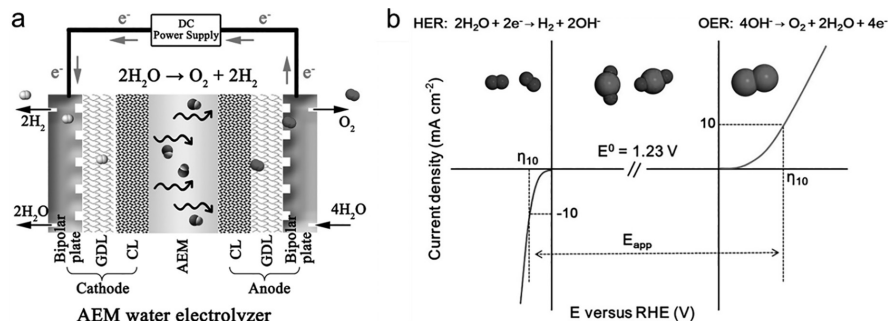 a
DC
Power Supply
e⁻
e⁻
e⁻
e⁻
2H₂O → O₂ + 2H₂
2H₂
O₂
2H₂O
4H₂O
Bipolar
plate
GDL
CL
AEM
CL
GDL
Bipolar
plate
Cathode
Anode
AEM water electrolyzer
b
HER: 2H₂O + 2e⁻→ H₂ + 2OH⁻
OER: 4OH⁻→ O₂ + 2H₂O + 4e⁻
Current density (mA cm⁻²)
10
η₁₀
E⁰ = 1.23 V
η₁₀
-10
Eₐₚₚ
E versus RHE (V)